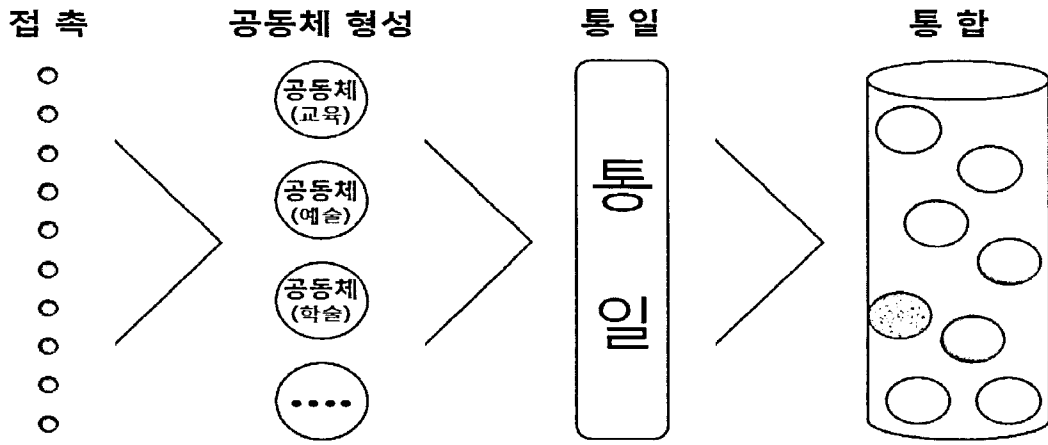 접 촉
공동체 형성
통 일
통 합
공동체
(교육)
공동체
(예술)
공동체
(학술)
••••
통
일